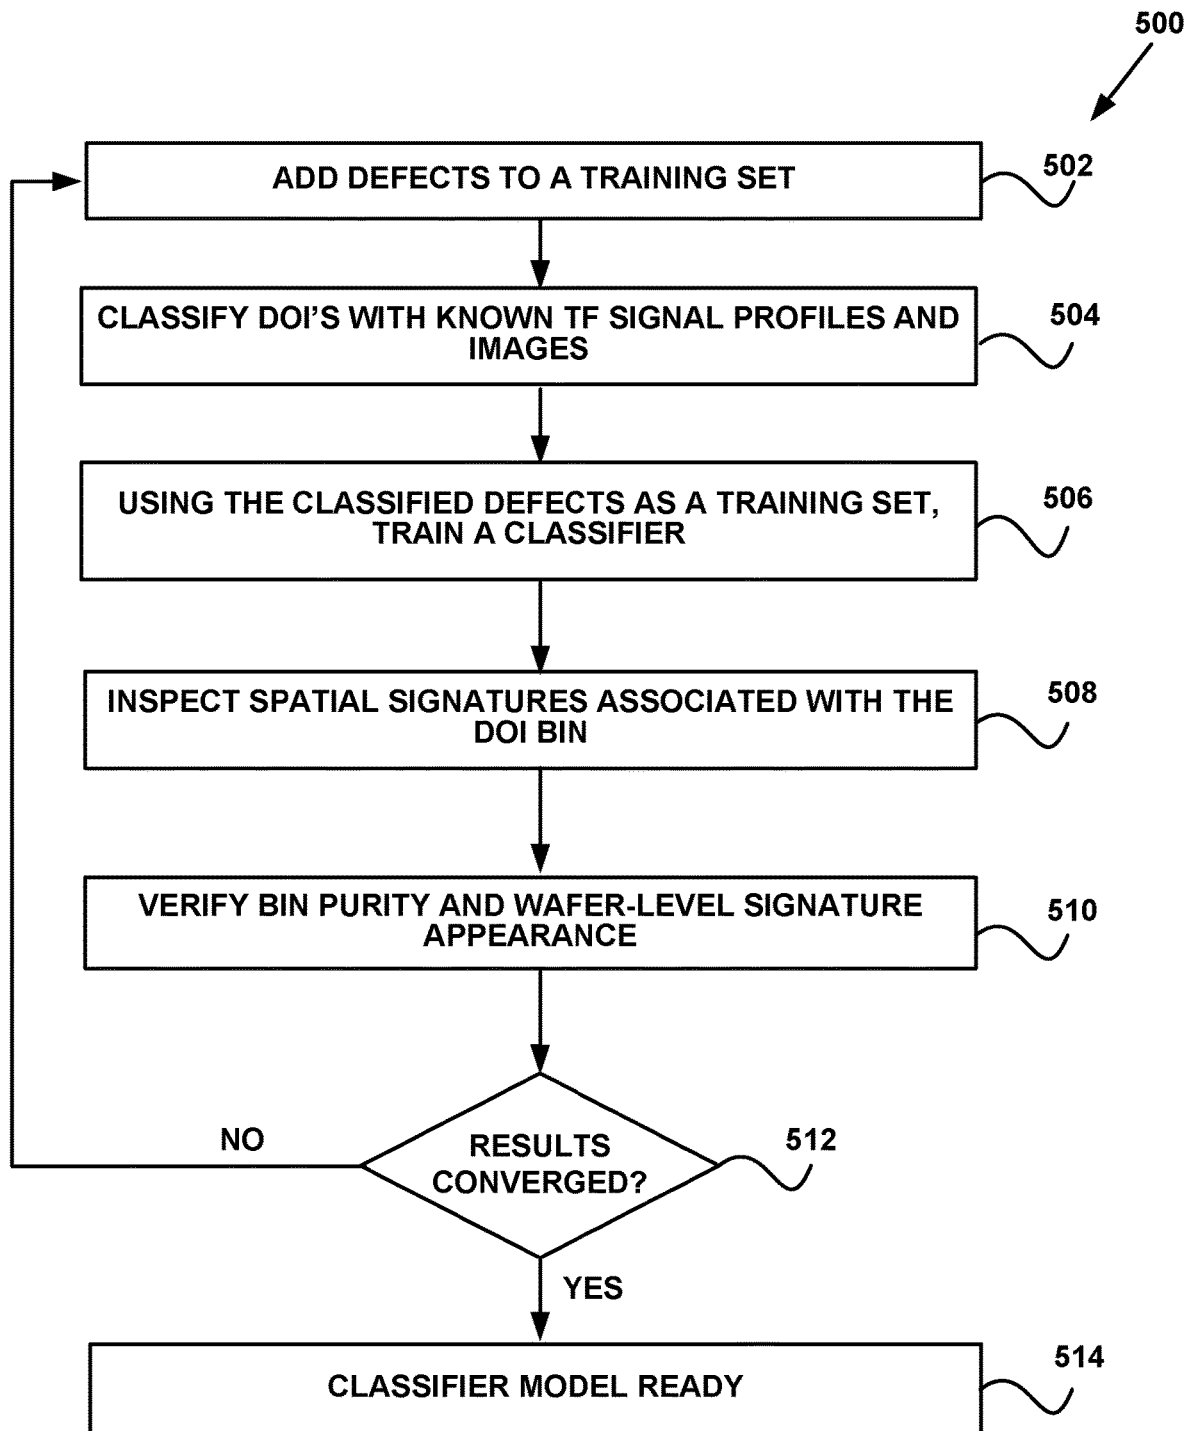 500
ADD DEFECTS TO A TRAINING SET
502
CLASSIFY DOI'S WITH KNOWN TF SIGNAL PROFILES AND
IMAGES
504
USING THE CLASSIFIED DEFECTS AS A TRAINING SET,
TRAIN A CLASSIFIER
506
INSPECT SPATIAL SIGNATURES ASSOCIATED WITH THE
DOI BIN
508
VERIFY BIN PURITY AND WAFER-LEVEL SIGNATURE
APPEARANCE
510
NO
RESULTS
CONVERGED?
512
YES
CLASSIFIER MODEL READY
514